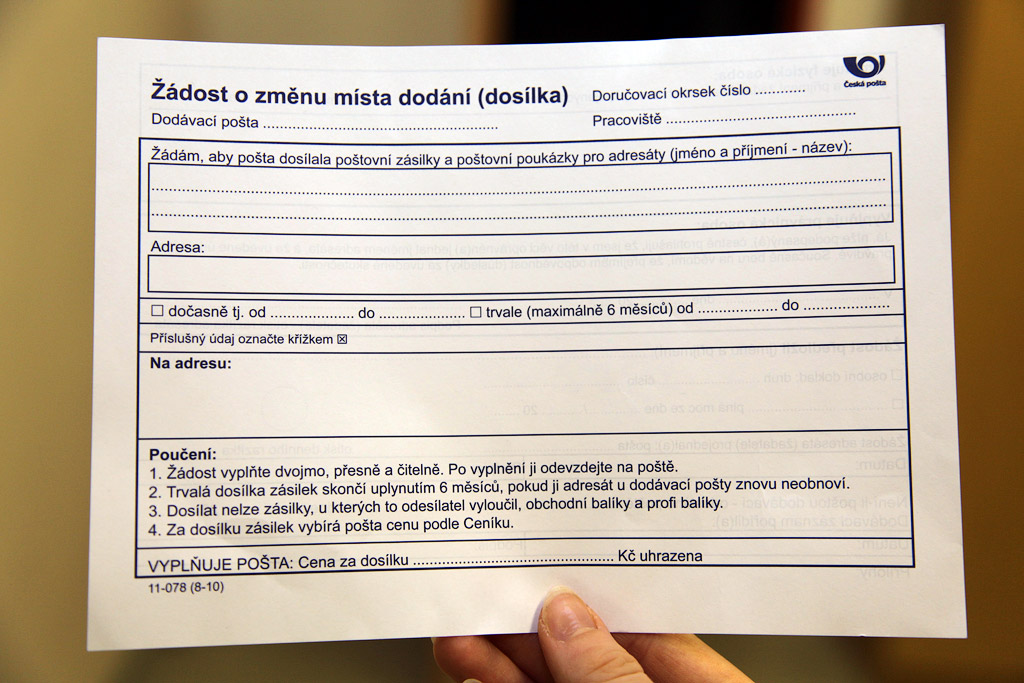 Česká pošta
Žádost o změnu místa dodání (dosílka)
Doručovací okrsek číslo ............
Dodávací pošta ........................................................
Pracoviště .............................................
Žádám, aby pošta dosílala poštovní zásilky a poštovní poukázky pro adresáty (jméno a příjmení - název):
Adresa:
☐ dočasně tj. od .................... do .................... ☐ trvale (maximálně 6 měsíců) od ................... do ....................
Příslušný údaj označte křížkem ☒
Na adresu:
Poučení:
1. Žádost vyplňte dvojmo, přesně a čitelně. Po vyplnění ji odevzdejte na poště.
2. Trvalá dosílka zásilek skončí uplynutím 6 měsíců, pokud ji adresát u dodávací pošty znovu neobnoví.
3. Dosílat nelze zásilky, u kterých to odesílatel vyloučil, obchodní balíky a profi balíky.
4. Za dosílku zásilek vybírá pošta cenu podle Ceníku.
VYPLŇUJE POŠTA: Cena za dosílku ................................................ Kč uhrazena
11-078 (8-10)